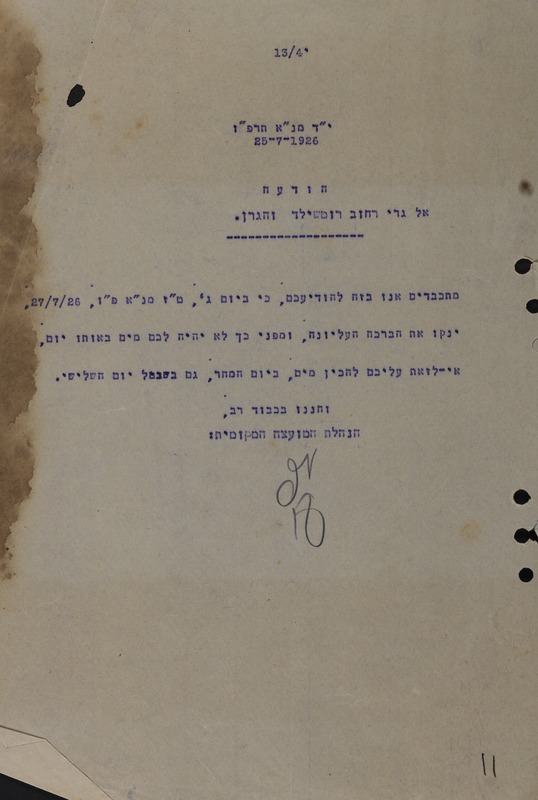 י' 13/4
י"ד מנ"א תרפ"ו
25-7-1926
ה ו ד ע ה
אל גרי רחוב רוטשילד והגרן.
מתכבדים אנו בזה להודיעכם, כי ביום ג', ט"ז מנ"א פ"ו, 27/7/26,
ינקו את הברכה העליונה, ומפני כך לא יהיה לכם מים באותו יום,
אי-לזאת עליכם להכין מים, ביום המחר, גם בשביל יום השלישי.
והננו בכבוד רב,
הנהלת המועצה המקומית:
11